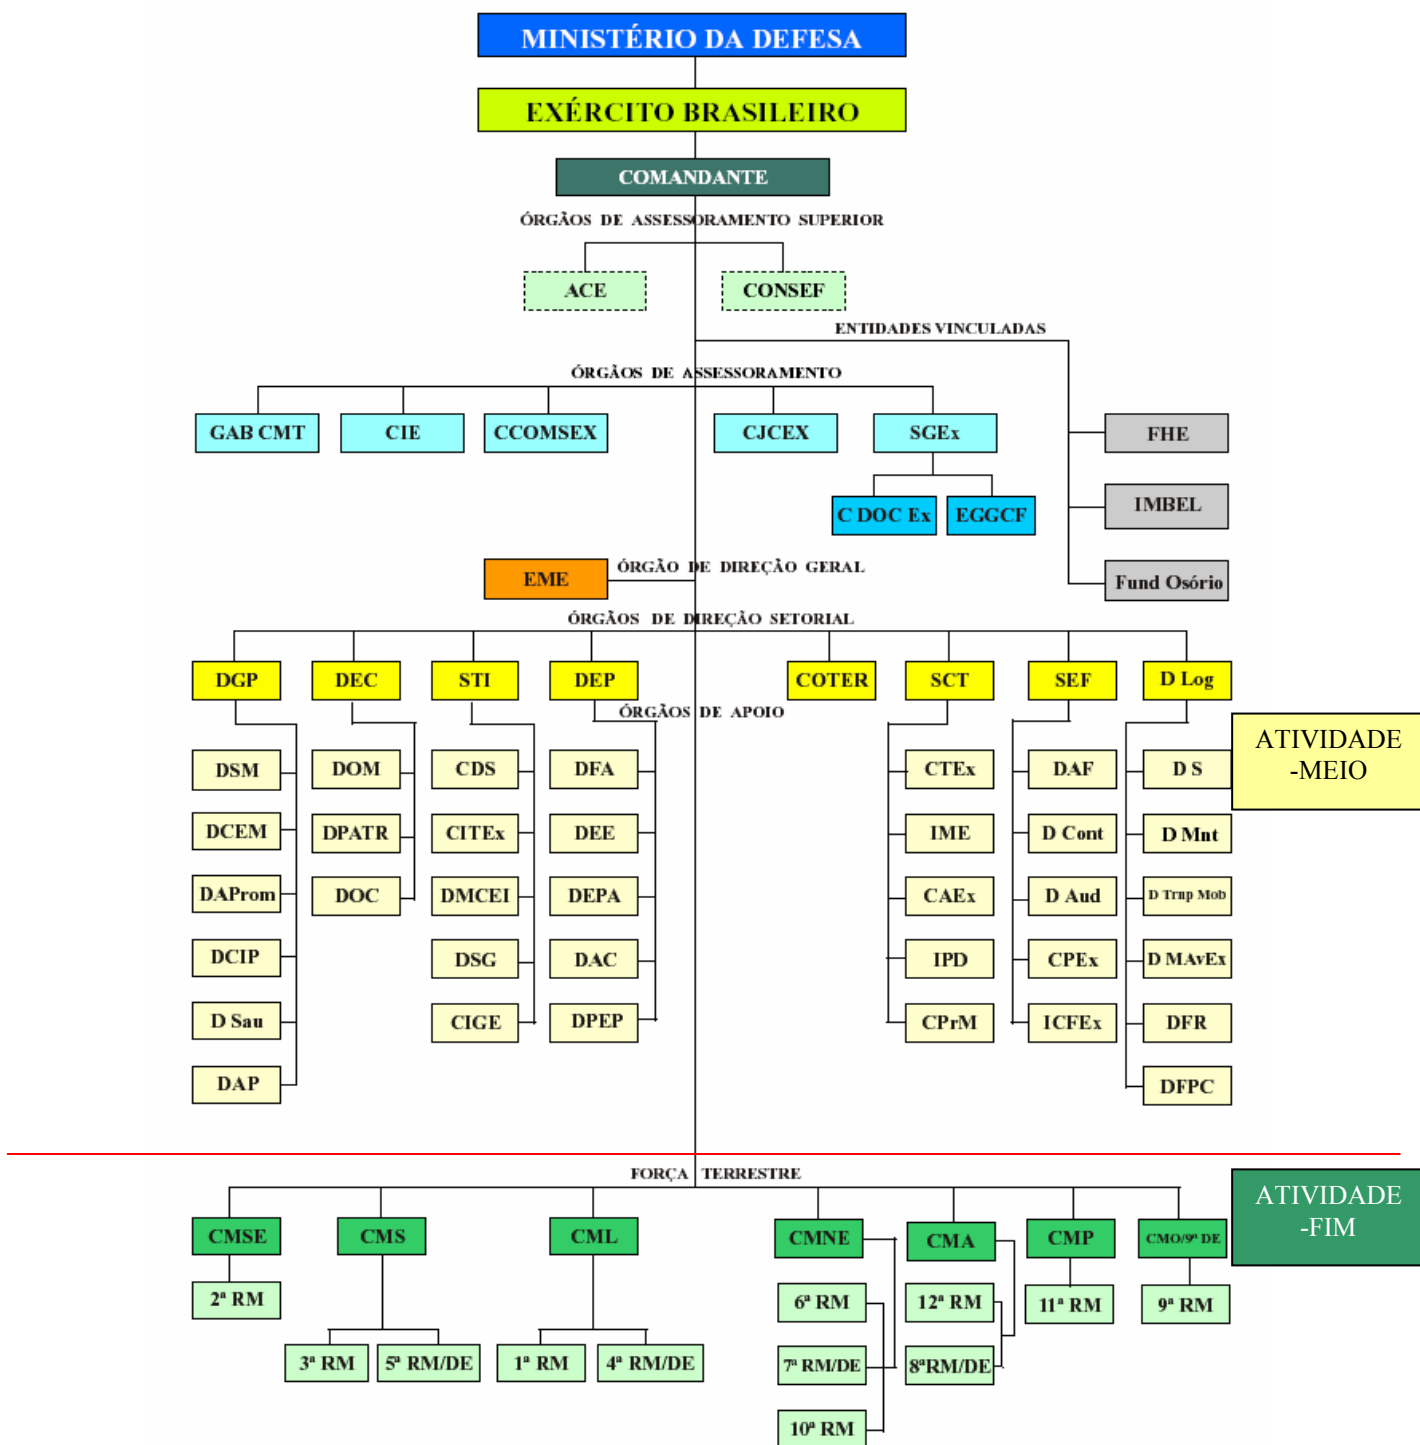 MINISTÉRIO DA DEFESA
EXÉRCITO BRASILEIRO
COMANDANTE
ÓRGÃOS DE ASSESSORAMENTO SUPERIOR
ACE
CONSEF
ENTIDADES VINCULADAS
ÓRGÃOS DE ASSESSORAMENTO
GAB CMT
CIE
CCOMSEX
CJCEX
SGEx
FHE
C DOC Ex
EGGCF
IMBEL
ÓRGÃO DE DIREÇÃO GERAL
EME
Fund Osório
ÓRGÃOS DE DIREÇÃO SETORIAL
DGP
DEC
STI
DEP
COTER
SCT
SEF
D Log
ÓRGÃOS DE APOIO
ATIVIDADE
-MEIO
DSM
DOM
CDS
DFA
CTEx
DAF
D S
DCEM
DPATR
CITEx
DEE
IME
D Cont
D Mnt
DAProm
DOC
DMCEI
DEPA
CAEx
D Aud
D Trnp Mob
DCIP
DSG
DAC
IPD
CPEx
D MAvEx
D Sau
CIGE
DPEP
CPrM
ICFEx
DFR
DAP
DFPC
FORÇA TERRESTRE
ATIVIDADE
-FIM
CMSE
CMS
CML
CMNE
CMA
CMP
CMO/9ª DE
2ª RM
6ª RM
12ª RM
11ª RM
9ª RM
3ª RM
5ª RM/DE
1ª RM
4ª RM/DE
7ª RM/DE
8ªRM/DE
10ª RM